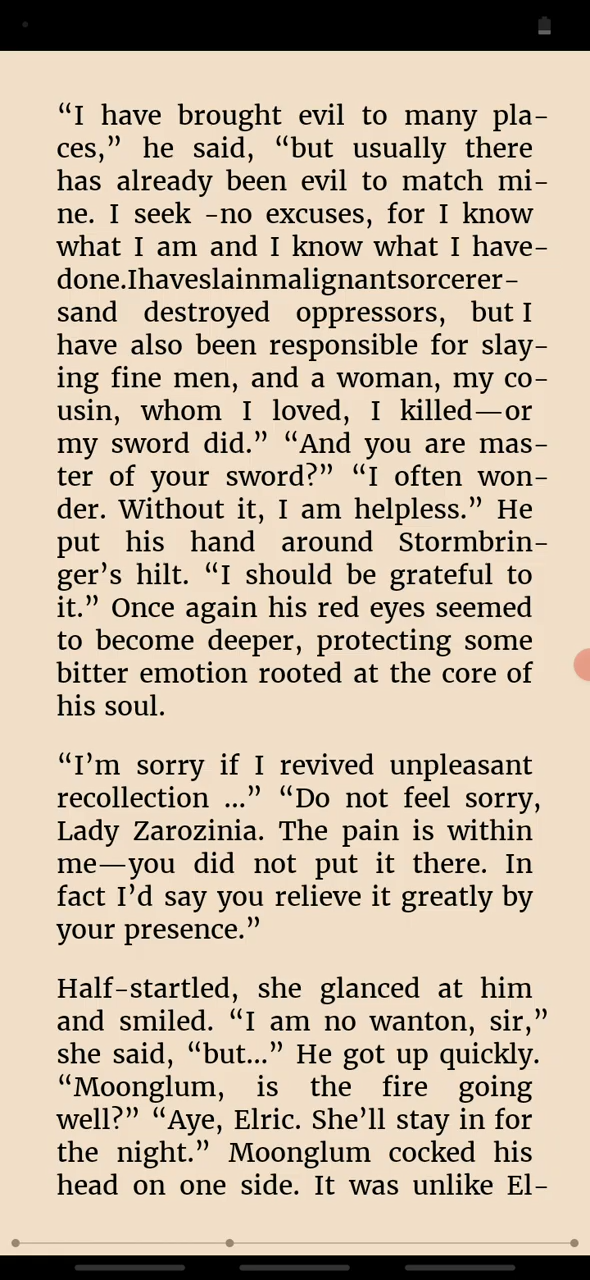 “I have brought evil to many pla-
ces,” he said, “but usually there
has already been evil to match mi-
ne. I seek -no excuses, for I know
what I am and I know what I have-
done.Ihaveslainmalignantsorcerer-
sand destroyed oppressors, but I
have also been responsible for slay-
ing fine men, and a woman, my co-
usin, whom I loved, I killed—or
my sword did.” “And you are mas-
ter of your sword?” “I often won-
der. Without it, I am helpless.” He
put his hand around Stormbrin-
ger’s hilt. “I should be grateful to
it.” Once again his red eyes seemed
to become deeper, protecting some
bitter emotion rooted at the core of
his soul.
“I’m sorry if I revived unpleasant
recollection ...” “Do not feel sorry,
Lady Zarozinia. The pain is within
me—you did not put it there. In
fact I’d say you relieve it greatly by
your presence.”
Half-startled, she glanced at him
and smiled. “I am no wanton, sir,”
she said, “but...” He got up quickly.
“Moonglum, is the fire going
well?” “Aye, Elric. She’ll stay in for
the night.” Moonglum cocked his
head on one side. It was unlike El-